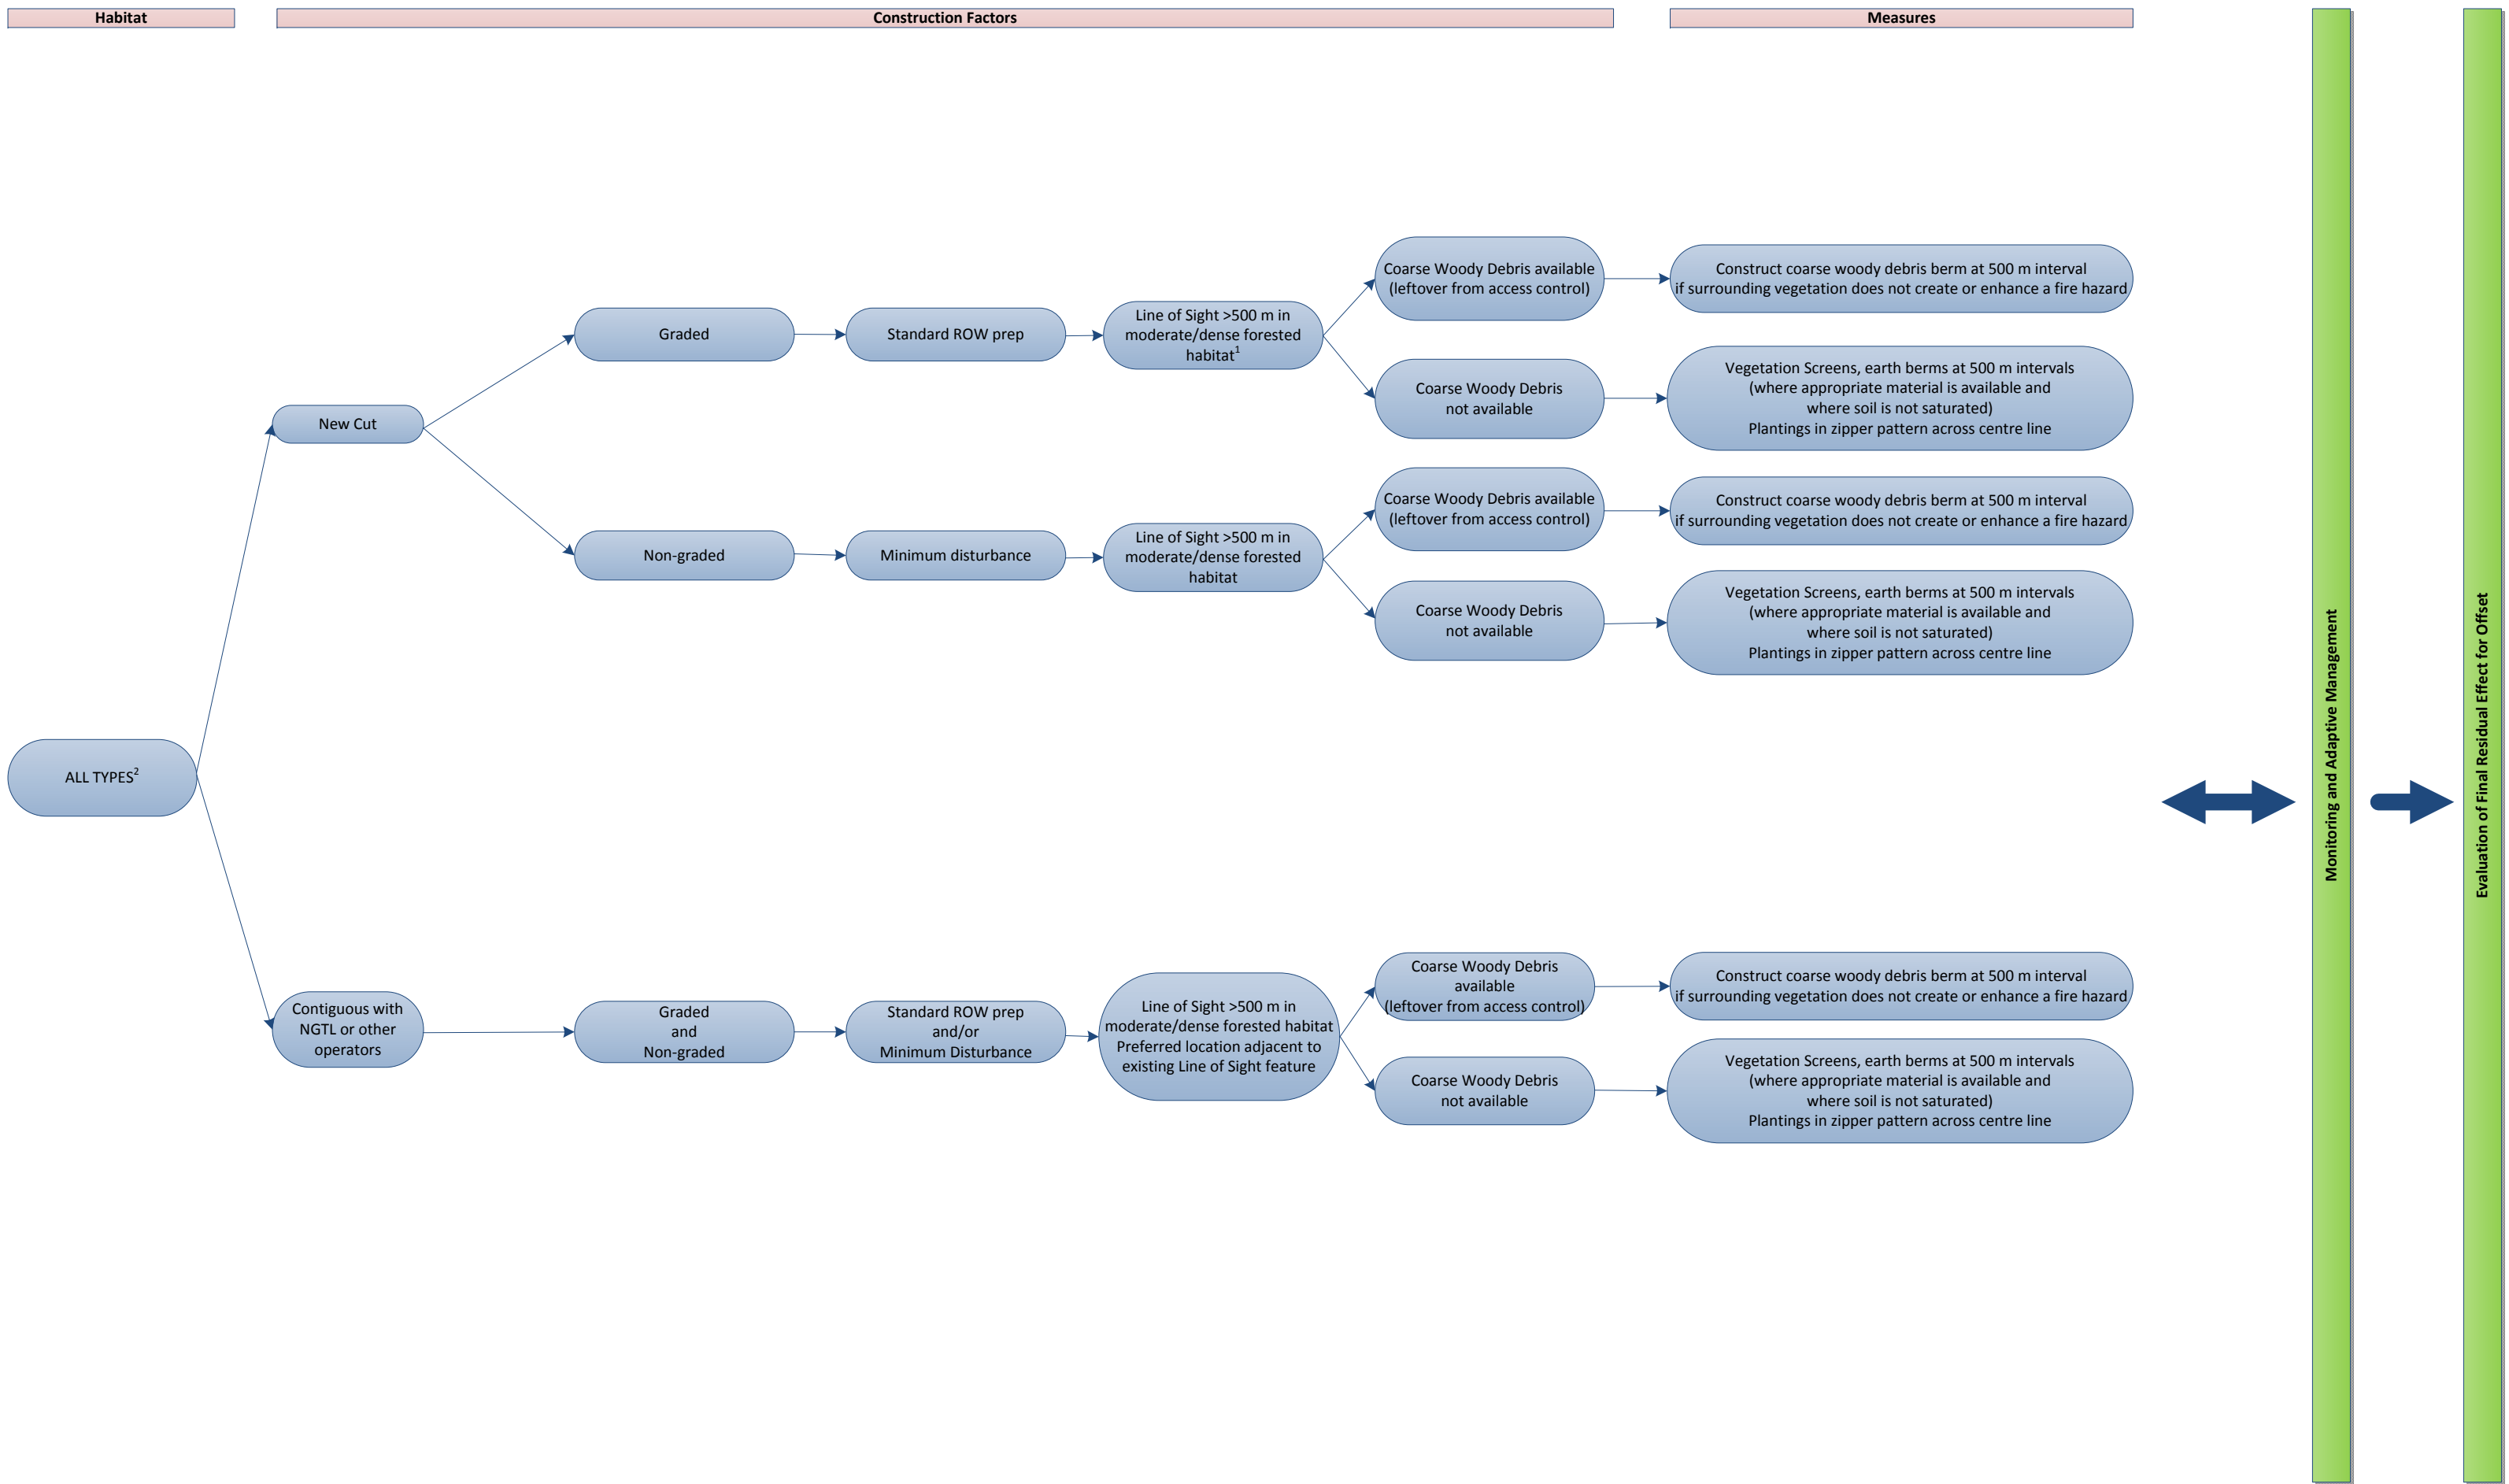 Habitat
Construction Factors
Measures
ALL TYPES²
New Cut
Graded
Standard ROW prep
Line of Sight >500 m in
moderate/dense forested
habitat¹
Coarse Woody Debris available
(leftover from access control)
Construct coarse woody debris berm at 500 m interval
if surrounding vegetation does not create or enhance a fire hazard
Coarse Woody Debris
not available
Vegetation Screens, earth berms at 500 m intervals
(where appropriate material is available and
where soil is not saturated)
Plantings in zipper pattern across centre line
Non-graded
Minimum disturbance
Line of Sight >500 m in
moderate/dense forested
habitat
Coarse Woody Debris available
(leftover from access control)
Construct coarse woody debris berm at 500 m interval
if surrounding vegetation does not create or enhance a fire hazard
Coarse Woody Debris
not available
Vegetation Screens, earth berms at 500 m intervals
(where appropriate material is available and
where soil is not saturated)
Plantings in zipper pattern across centre line
Contiguous with
NGTL or other
operators
Graded
and
Non-graded
Standard ROW prep
and/or
Minimum Disturbance
Line of Sight >500 m in
moderate/dense forested habitat
Preferred location adjacent to
existing Line of Sight feature
Coarse Woody Debris
available
(leftover from access control)
Construct coarse woody debris berm at 500 m interval
if surrounding vegetation does not create or enhance a fire hazard
Coarse Woody Debris
not available
Vegetation Screens, earth berms at 500 m intervals
(where appropriate material is available and
where soil is not saturated)
Plantings in zipper pattern across centre line
Monitoring and Adaptive Management
Evaluation of Final Residual Effect for Offset